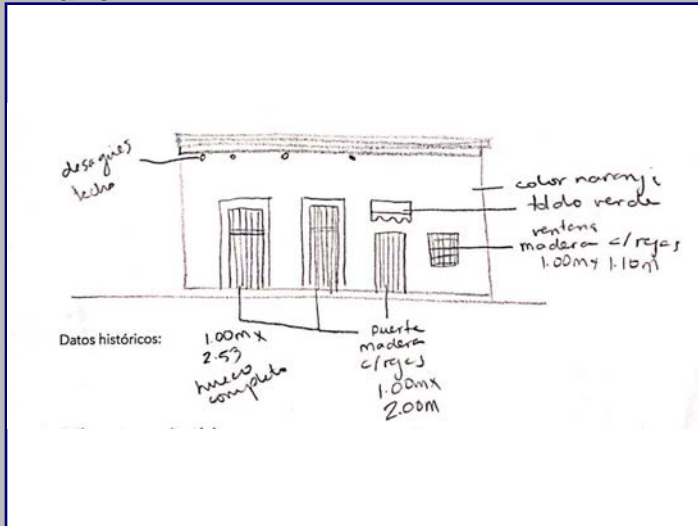 desagües
techo
color naranji
toldo verde
ventana
madera c/rejas
1.00m x 1.10m
Datos históricos:
1.00m x
2.53
hueco
completo
puerta
madera
c/rejas
1.00m x
2.00m